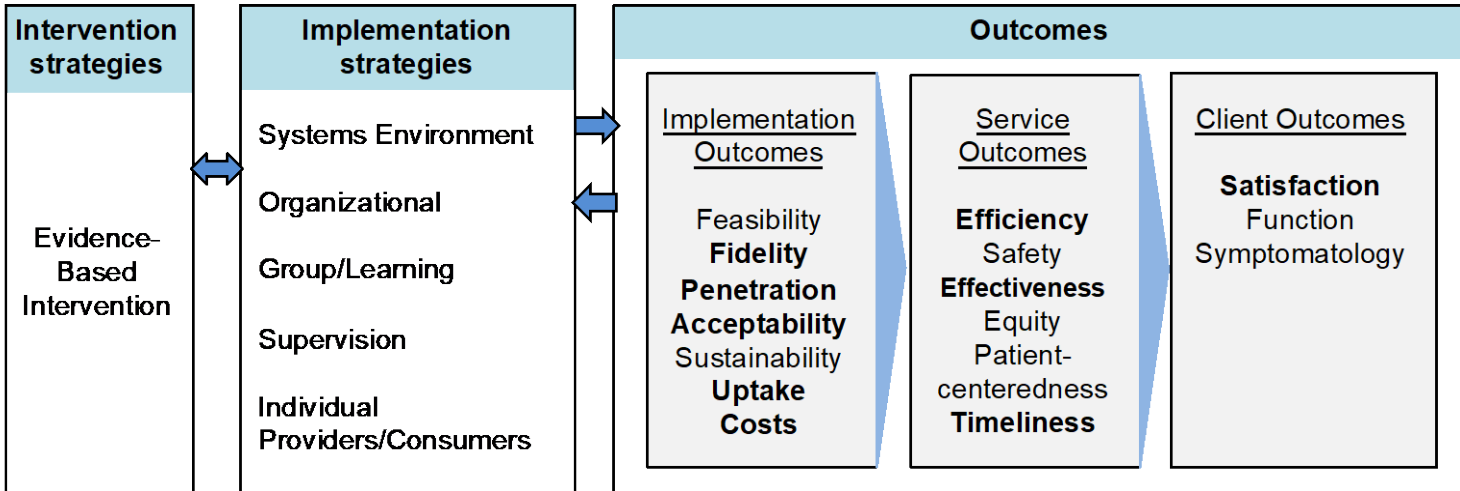 Intervention
strategies
Evidence-
Based
Intervention
Implementation
strategies
Systems Environment
Organizational
Group/Learning
Supervision
Individual
Providers/Consumers
Outcomes
Implementation
Outcomes
Feasibility
Fidelity
Penetration
Acceptability
Sustainability
Uptake
Costs
Service
Outcomes
Efficiency
Safety
Effectiveness
Equity
Patient-
centeredness
Timeliness
Client Outcomes
Satisfaction
Function
Symptomatology